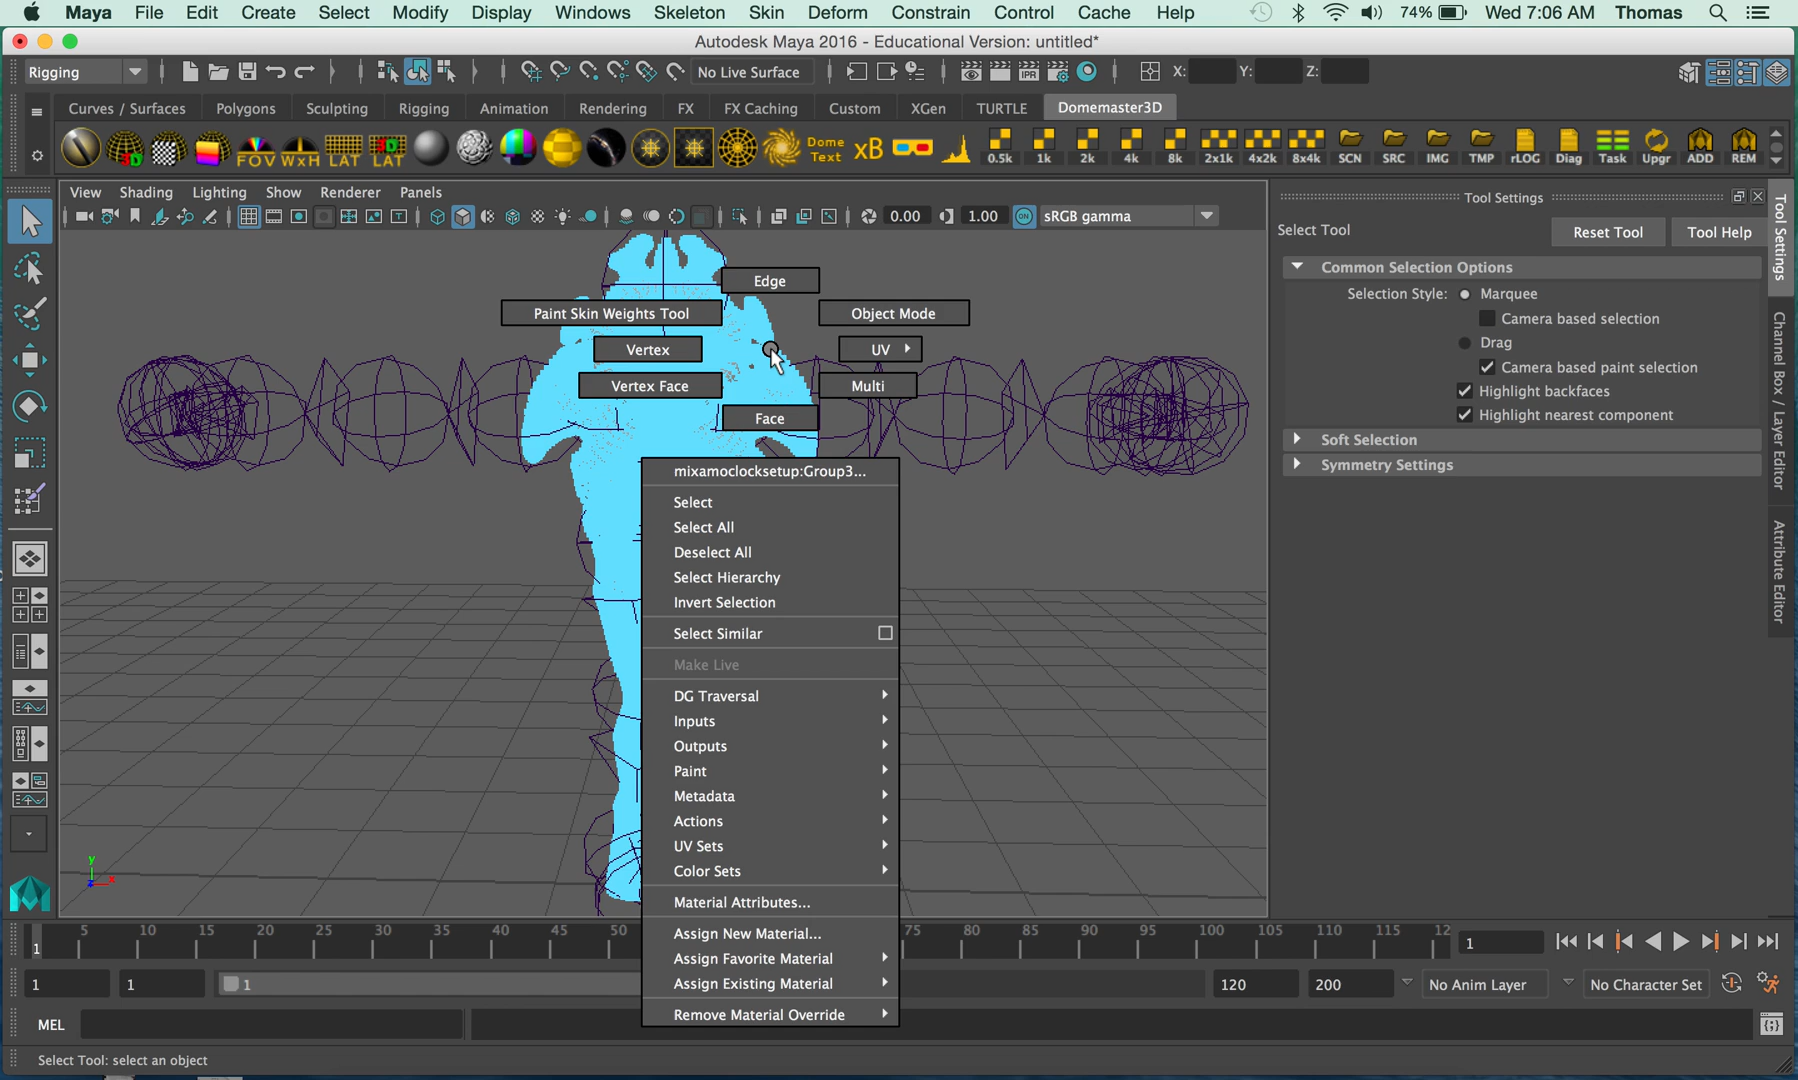 Maya File Edit Create Select Modify Display Windows Skeleton Skin Deform Constrain Control Cache Help 74% Wed 7:06 AM Thomas
Autodesk Maya 2016 - Educational Version: untitled*
Rigging No Live Surface X: Y: Z:
Curves / Surfaces Polygons Sculpting Rigging Animation Rendering FX FX Caching Custom XGen TURTLE Domemaster3D
3D FOV WxH LAT 3D LAT Dome Text xB 0.5k 1k 2k 4k 8k 2x1k 4x2k 8x4k SCN SRC IMG TMP rLOG Diag Task Upgr ADD REM
View Shading Lighting Show Renderer Panels
0.00 1.00 ON sRGB gamma
Tool Settings
Select Tool Reset Tool Tool Help
Common Selection Options
Selection Style: Marquee
Camera based selection
Drag
Camera based paint selection
Highlight backfaces
Highlight nearest component
Soft Selection
Symmetry Settings
Tool Settings
Channel Box / Layer Editor
Attribute Editor
Edge
Paint Skin Weights Tool Object Mode
Vertex UV
Vertex Face Multi
Face
mixamoclocksetup:Group3...
Select
Select All
Deselect All
Select Hierarchy
Invert Selection
Select Similar
Make Live
DG Traversal
Inputs
Outputs
Paint
Metadata
Actions
UV Sets
Color Sets
Material Attributes...
Assign New Material...
Assign Favorite Material
Assign Existing Material
Remove Material Override
y
z x
1 5 10 15 20 25 30 35 40 45 50 75 80 85 90 95 100 105 110 115 12 1
1 1 1 120 200 No Anim Layer No Character Set
MEL
Select Tool: select an object